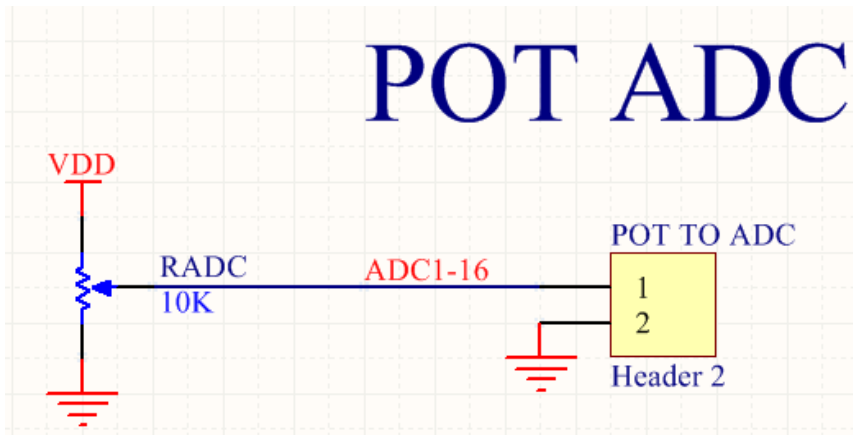 POT ADC
VDD
POT TO ADC
RADC
ADC1-16
10K
1
2
Header 2